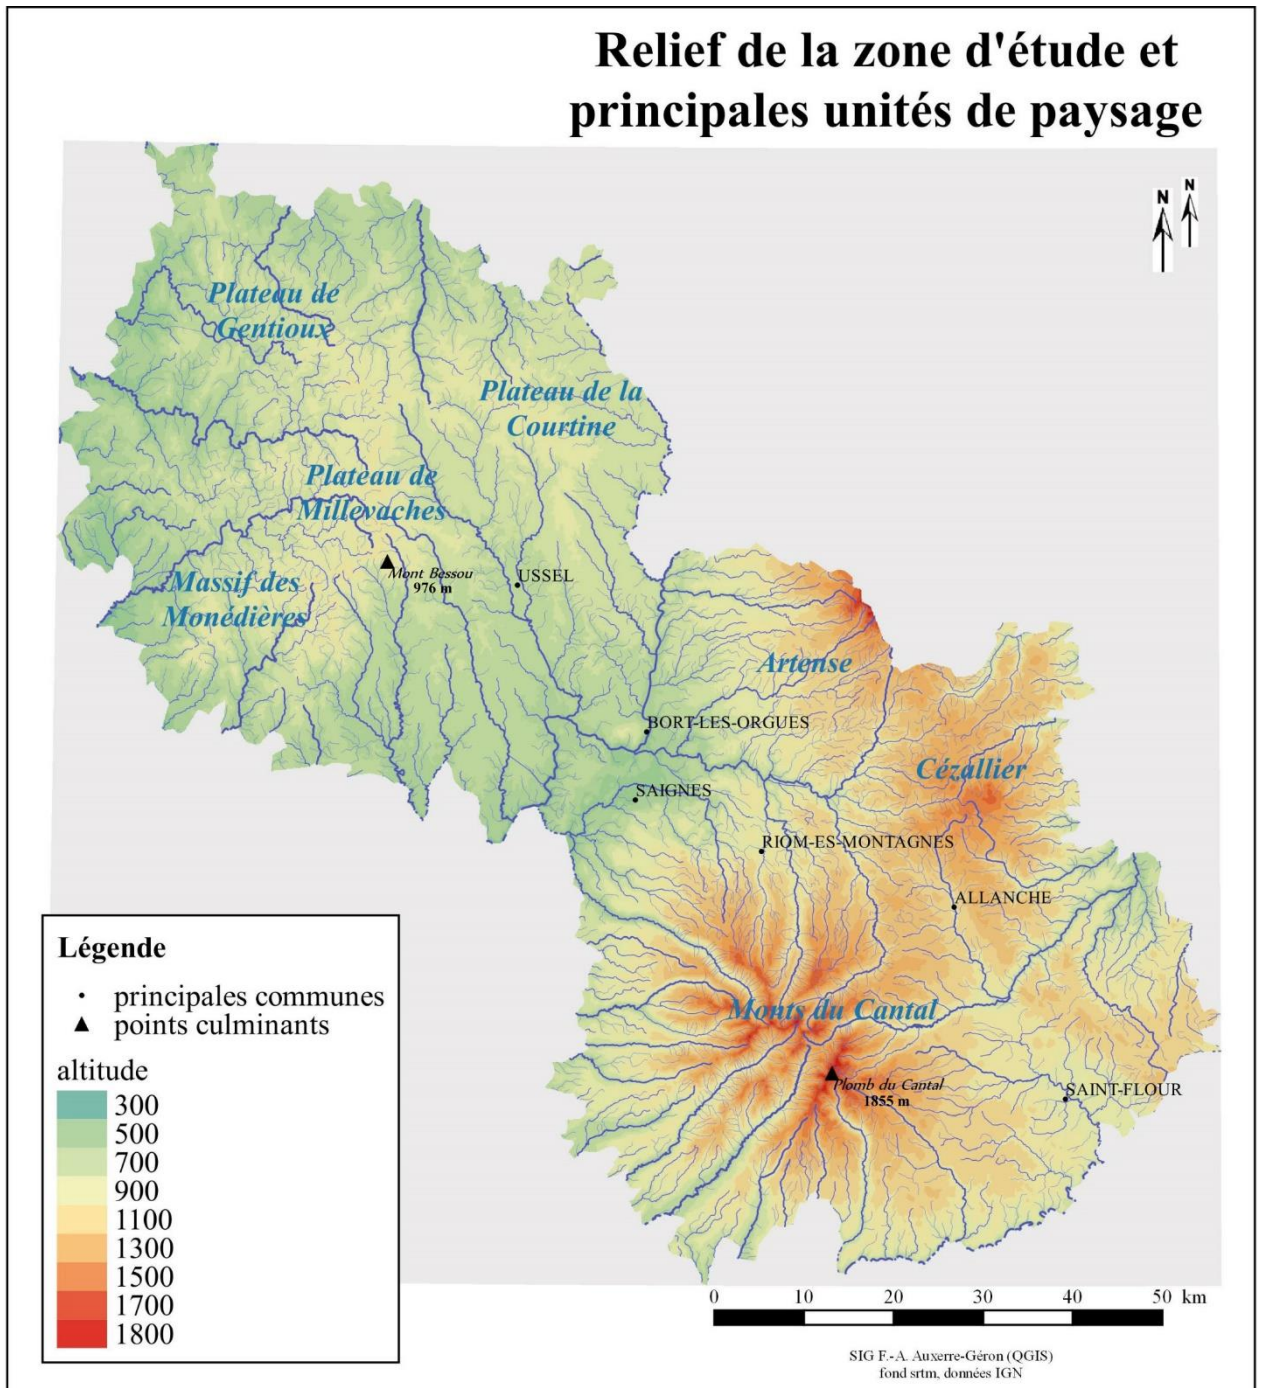 Relief de la zone d'étude et
principales unités de paysage
N
N
Plateau de
Gentioux
Plateau de la
Courtine
Plateau de
Millevaches
Mont Bessou
976 m
USSEL
Massif des
Monédières
Artense
BORT-LES-ORGUES
Cézallier
SAIGNES
RIOM-ES-MONTAGNES
ALLANCHE
Monts du Cantal
Plomb du Cantal
1855 m
SAINT-FLOUR
Légende
principales communes
points culminants
altitude
300
500
700
900
1100
1300
1500
1700
1800
0 10 20 30 40 50 km
SIG F.-A. Auxerre-Géron (QGIS)
fond srtm, données IGN